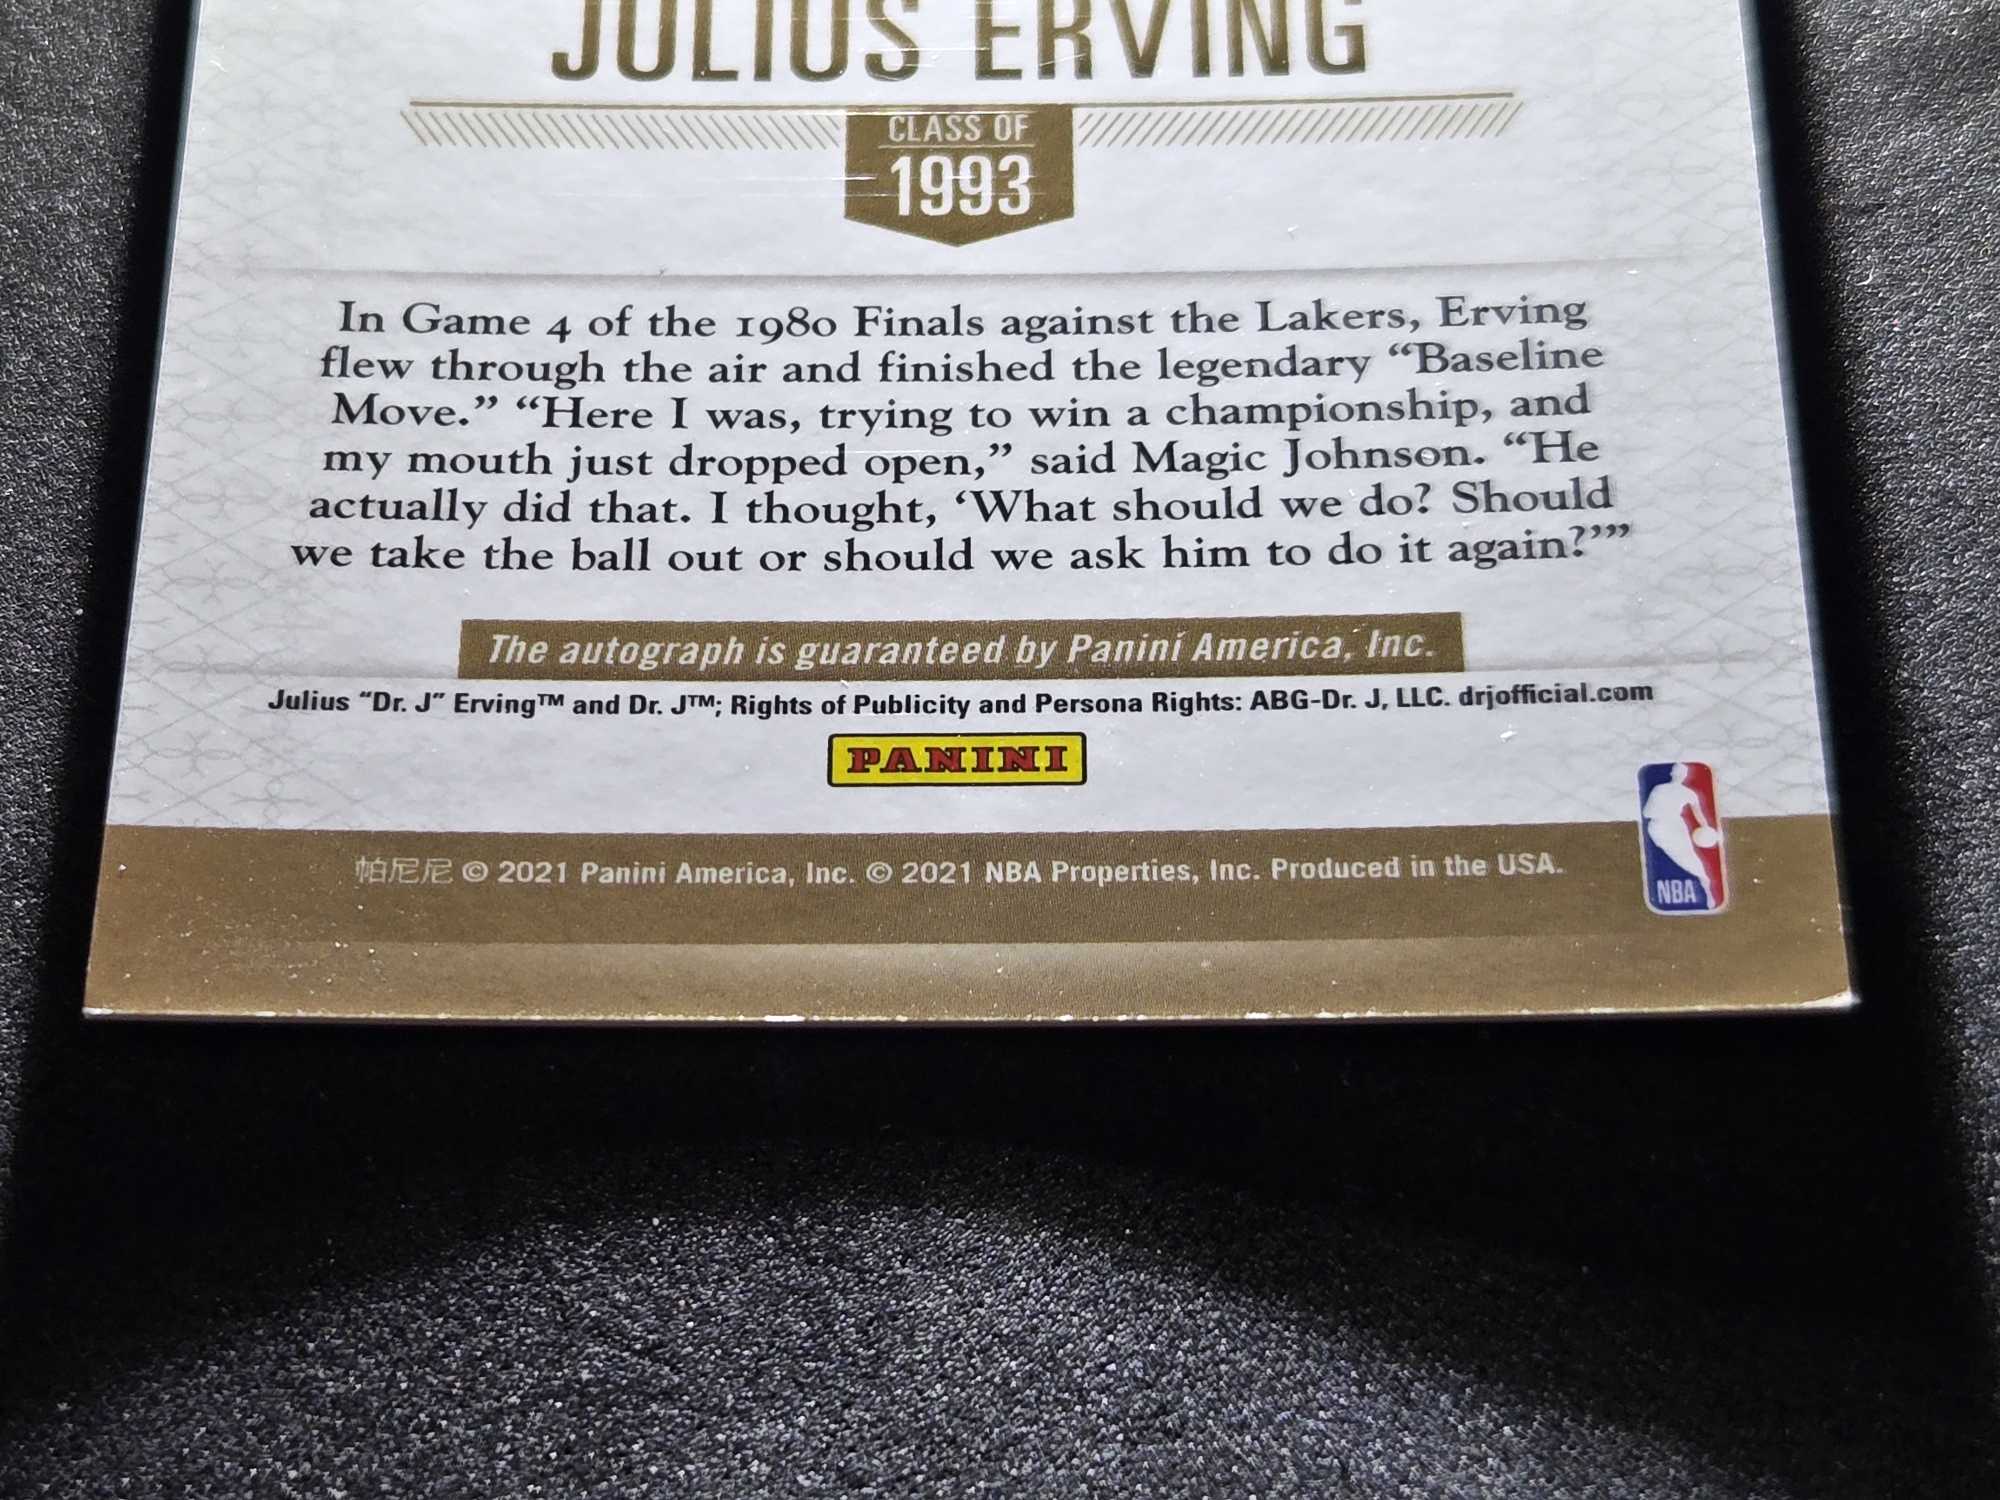 JULIUS ERVING
CLASS OF
1993
In Game 4 of the 1980 Finals against the Lakers, Erving
flew through the air and finished the legendary “Baseline
Move.” “Here I was, trying to win a championship, and
my mouth just dropped open,” said Magic Johnson. “He
actually did that. I thought, ‘What should we do? Should
we take the ball out or should we ask him to do it again?’”
The autograph is guaranteed by Panini America, Inc.
Julius “Dr. J” Erving™ and Dr. J™; Rights of Publicity and Persona Rights: ABG-Dr. J, LLC. drjofficial.com
PANINI
帕尼尼 © 2021 Panini America, Inc. © 2021 NBA Properties, Inc. Produced in the USA.
NBA